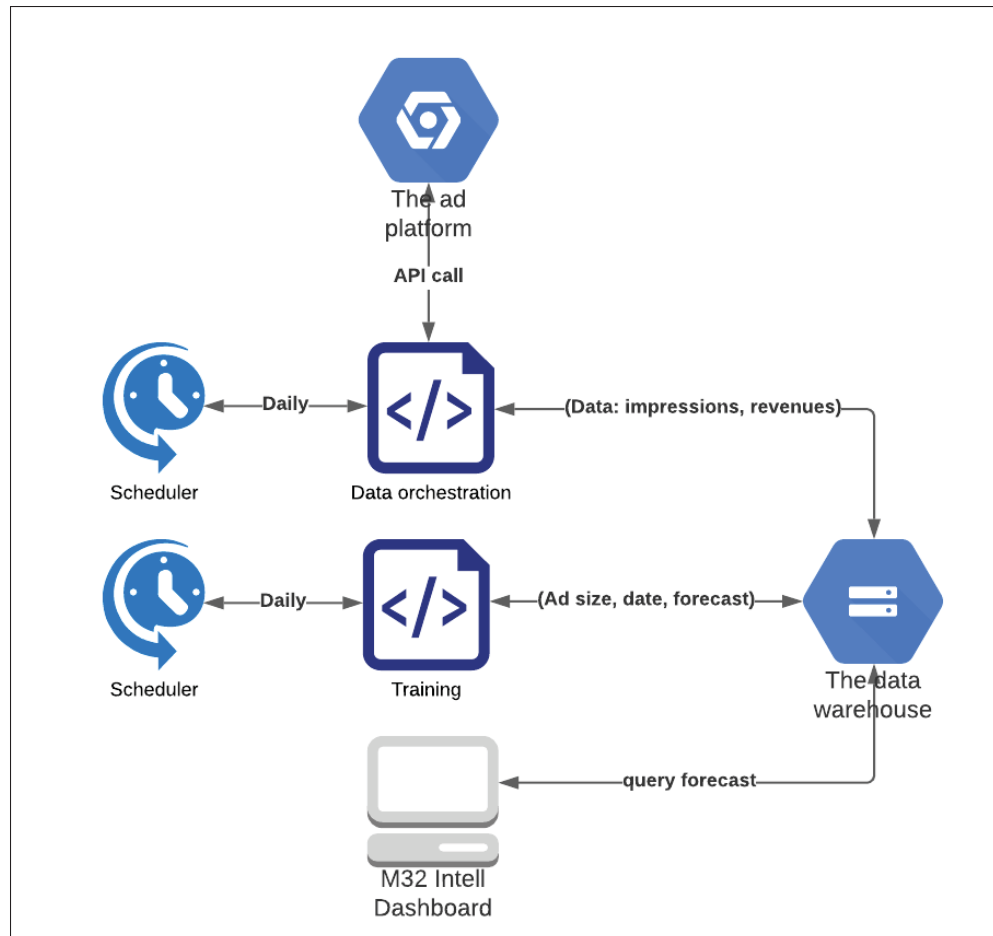 The ad
platform
API call
Daily
(Data: impressions, revenues)
</>
Scheduler
Data orchestration
Daily
(Ad size, date, forecast)
</>
Scheduler
Training
The data
warehouse
query forecast
M32 Intell
Dashboard